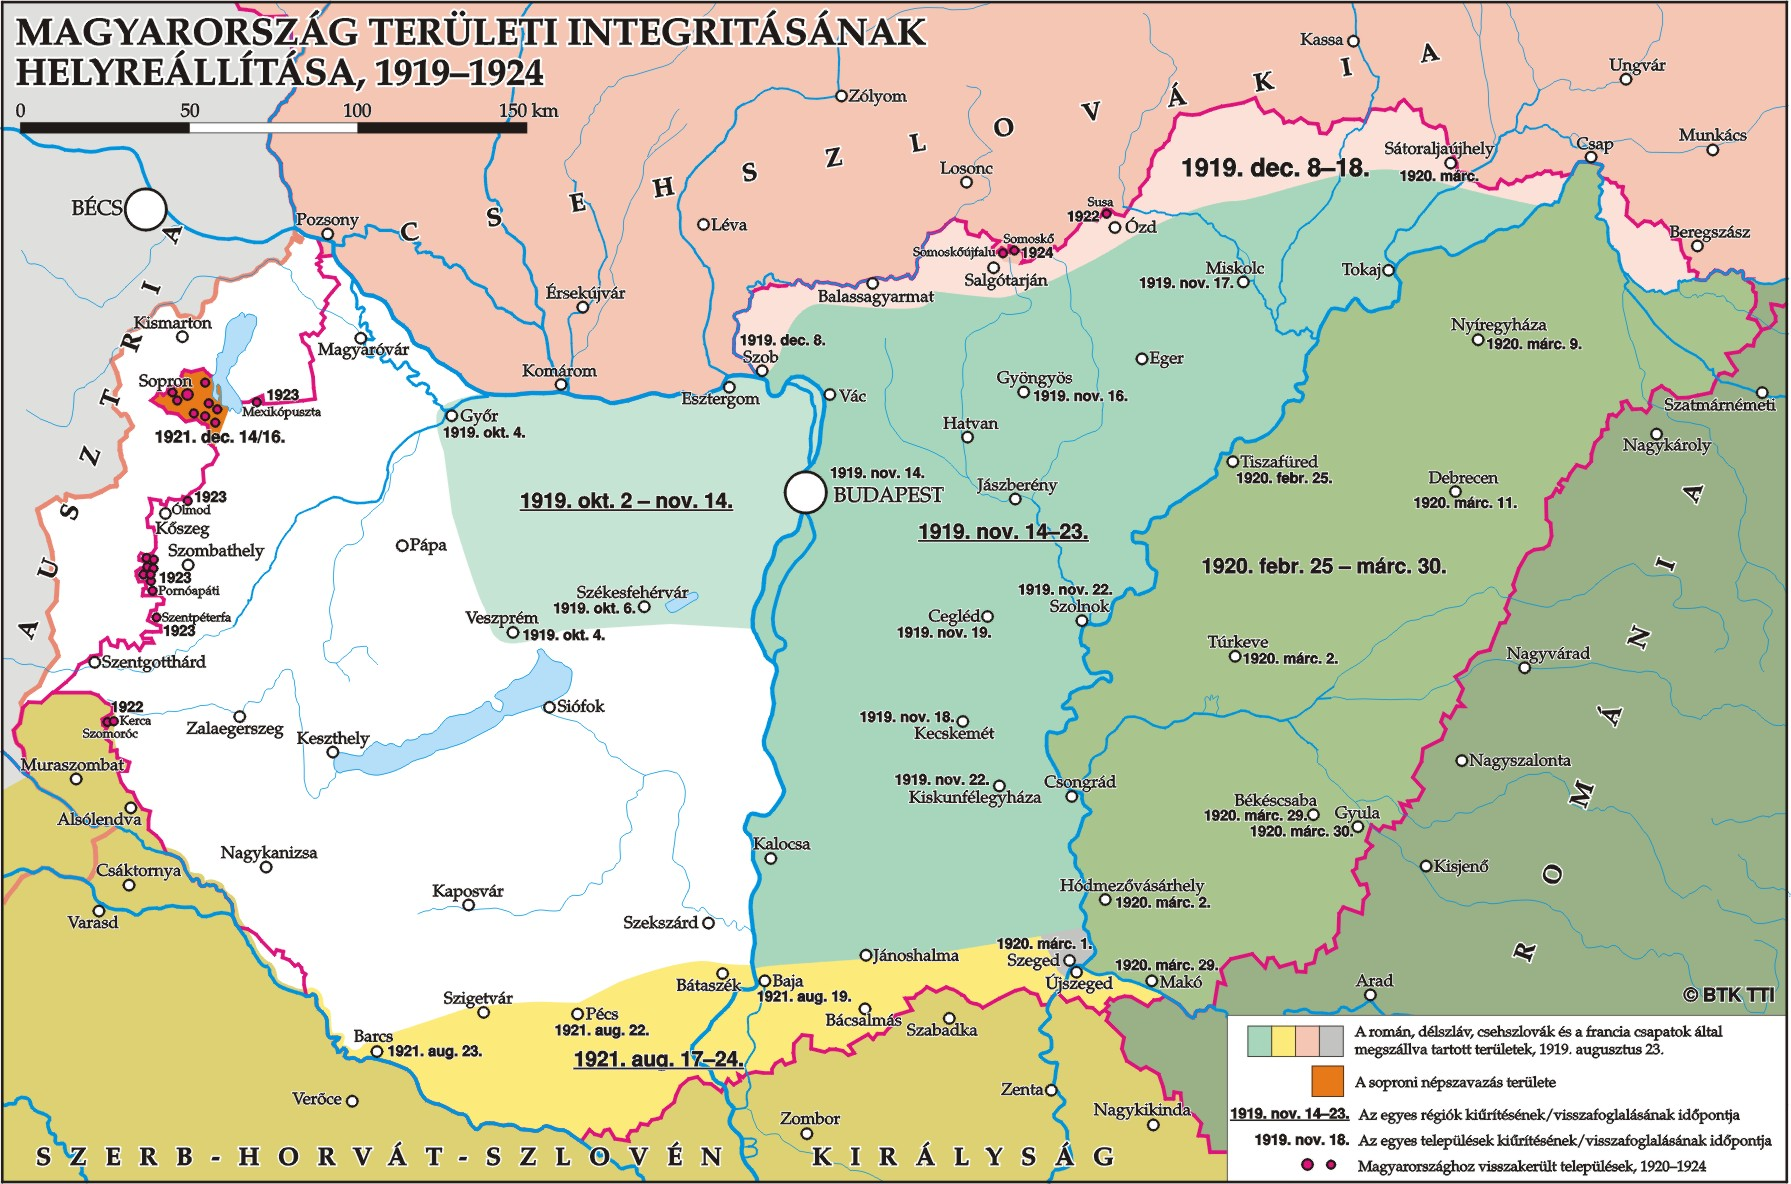 MAGYARORSZÁG TERÜLETI INTEGRITÁSÁNAK
HELYREÁLLÍTÁSA, 1919–1924
0 50 100 150 km
CSEHSZLOVÁKIA
AUSZTRIA
ROMÁNIA
SZERB-HORVÁT-SZLOVÉN KIRÁLYSÁG
BÉCS
Pozsony
Zólyom
Kassa
Ungvár
Munkács
Csap
Sátoraljaújhely
1920. márc.
1919. dec. 8–18.
Losonc
Léva
Susa
1922
Ózd
Somoskő
Somoskőújfalu
1924
Salgótarján
Beregszász
Miskolc
1919. nov. 17.
Tokaj
Balassagyarmat
Érsekújvár
Kismarton
Magyaróvár
1919. dec. 8.
Szob
Nyíregyháza
1920. márc. 9.
Eger
Komárom
Esztergom
Vác
Gyöngyös
1919. nov. 16.
Sopron
1923
Mexikópuszta
1921. dec. 14/16.
Győr
1919. okt. 4.
Hatvan
Szatmárnémeti
Nagykároly
1919. nov. 14.
BUDAPEST
Tiszafüred
1920. febr. 25.
Debrecen
1920. márc. 11.
Jászberény
1919. okt. 2 – nov. 14.
1919. nov. 14–23.
1923
Ólmod
Kőszeg
Pápa
Szombathely
1923
Pornóapáti
1920. febr 25 – márc. 30.
Székesfehérvár
1919. okt. 6.
1919. nov. 22.
Szolnok
Szentpéterfa
1923
Veszprém
1919. okt. 4.
Cegléd
1919. nov. 19.
Túrkeve
1920. márc. 2.
Nagyvárad
Szentgotthárd
1922
Kerca
Szomoróc
Zalaegerszeg
Siófok
Keszthely
1919. nov. 18.
Kecskemét
Muraszombat
1919. nov. 22.
Kiskunfélegyháza
Csongrád
Nagyszalonta
Alsólendva
Békéscsaba
1920. márc. 29.
Gyula
1920. márc. 30.
Kalocsa
Nagykanizsa
Csáktornya
Kisjenő
Kaposvár
Hódmezővásárhely
1920. márc. 2.
Varasd
Szekszárd
1920. márc. 1.
Szeged
Jánoshalma
1920. márc. 29.
Makó
Újszeged
Bátaszék
Baja
1921. aug. 19.
Arad
Szigetvár
Pécs
1921. aug. 22.
Bácsalmás
Szabadka
Barcs
1921. aug. 23.
1921. aug. 17–24.
Verőce
Zenta
Zombor
Nagykikinda
© BTK TTI
A román, délszláv, csehszlovák és a francia csapatok által
megszállva tartott területek, 1919. augusztus 23.
A soproni népszavazás területe
1919. nov. 14–23. Az egyes régiók kiürítésének/visszafoglalásának időpontja
1919. nov. 18. Az egyes települések kiürítésének/visszafoglalásának időpontja
Magyarországhoz visszakerült települések, 1920–1924